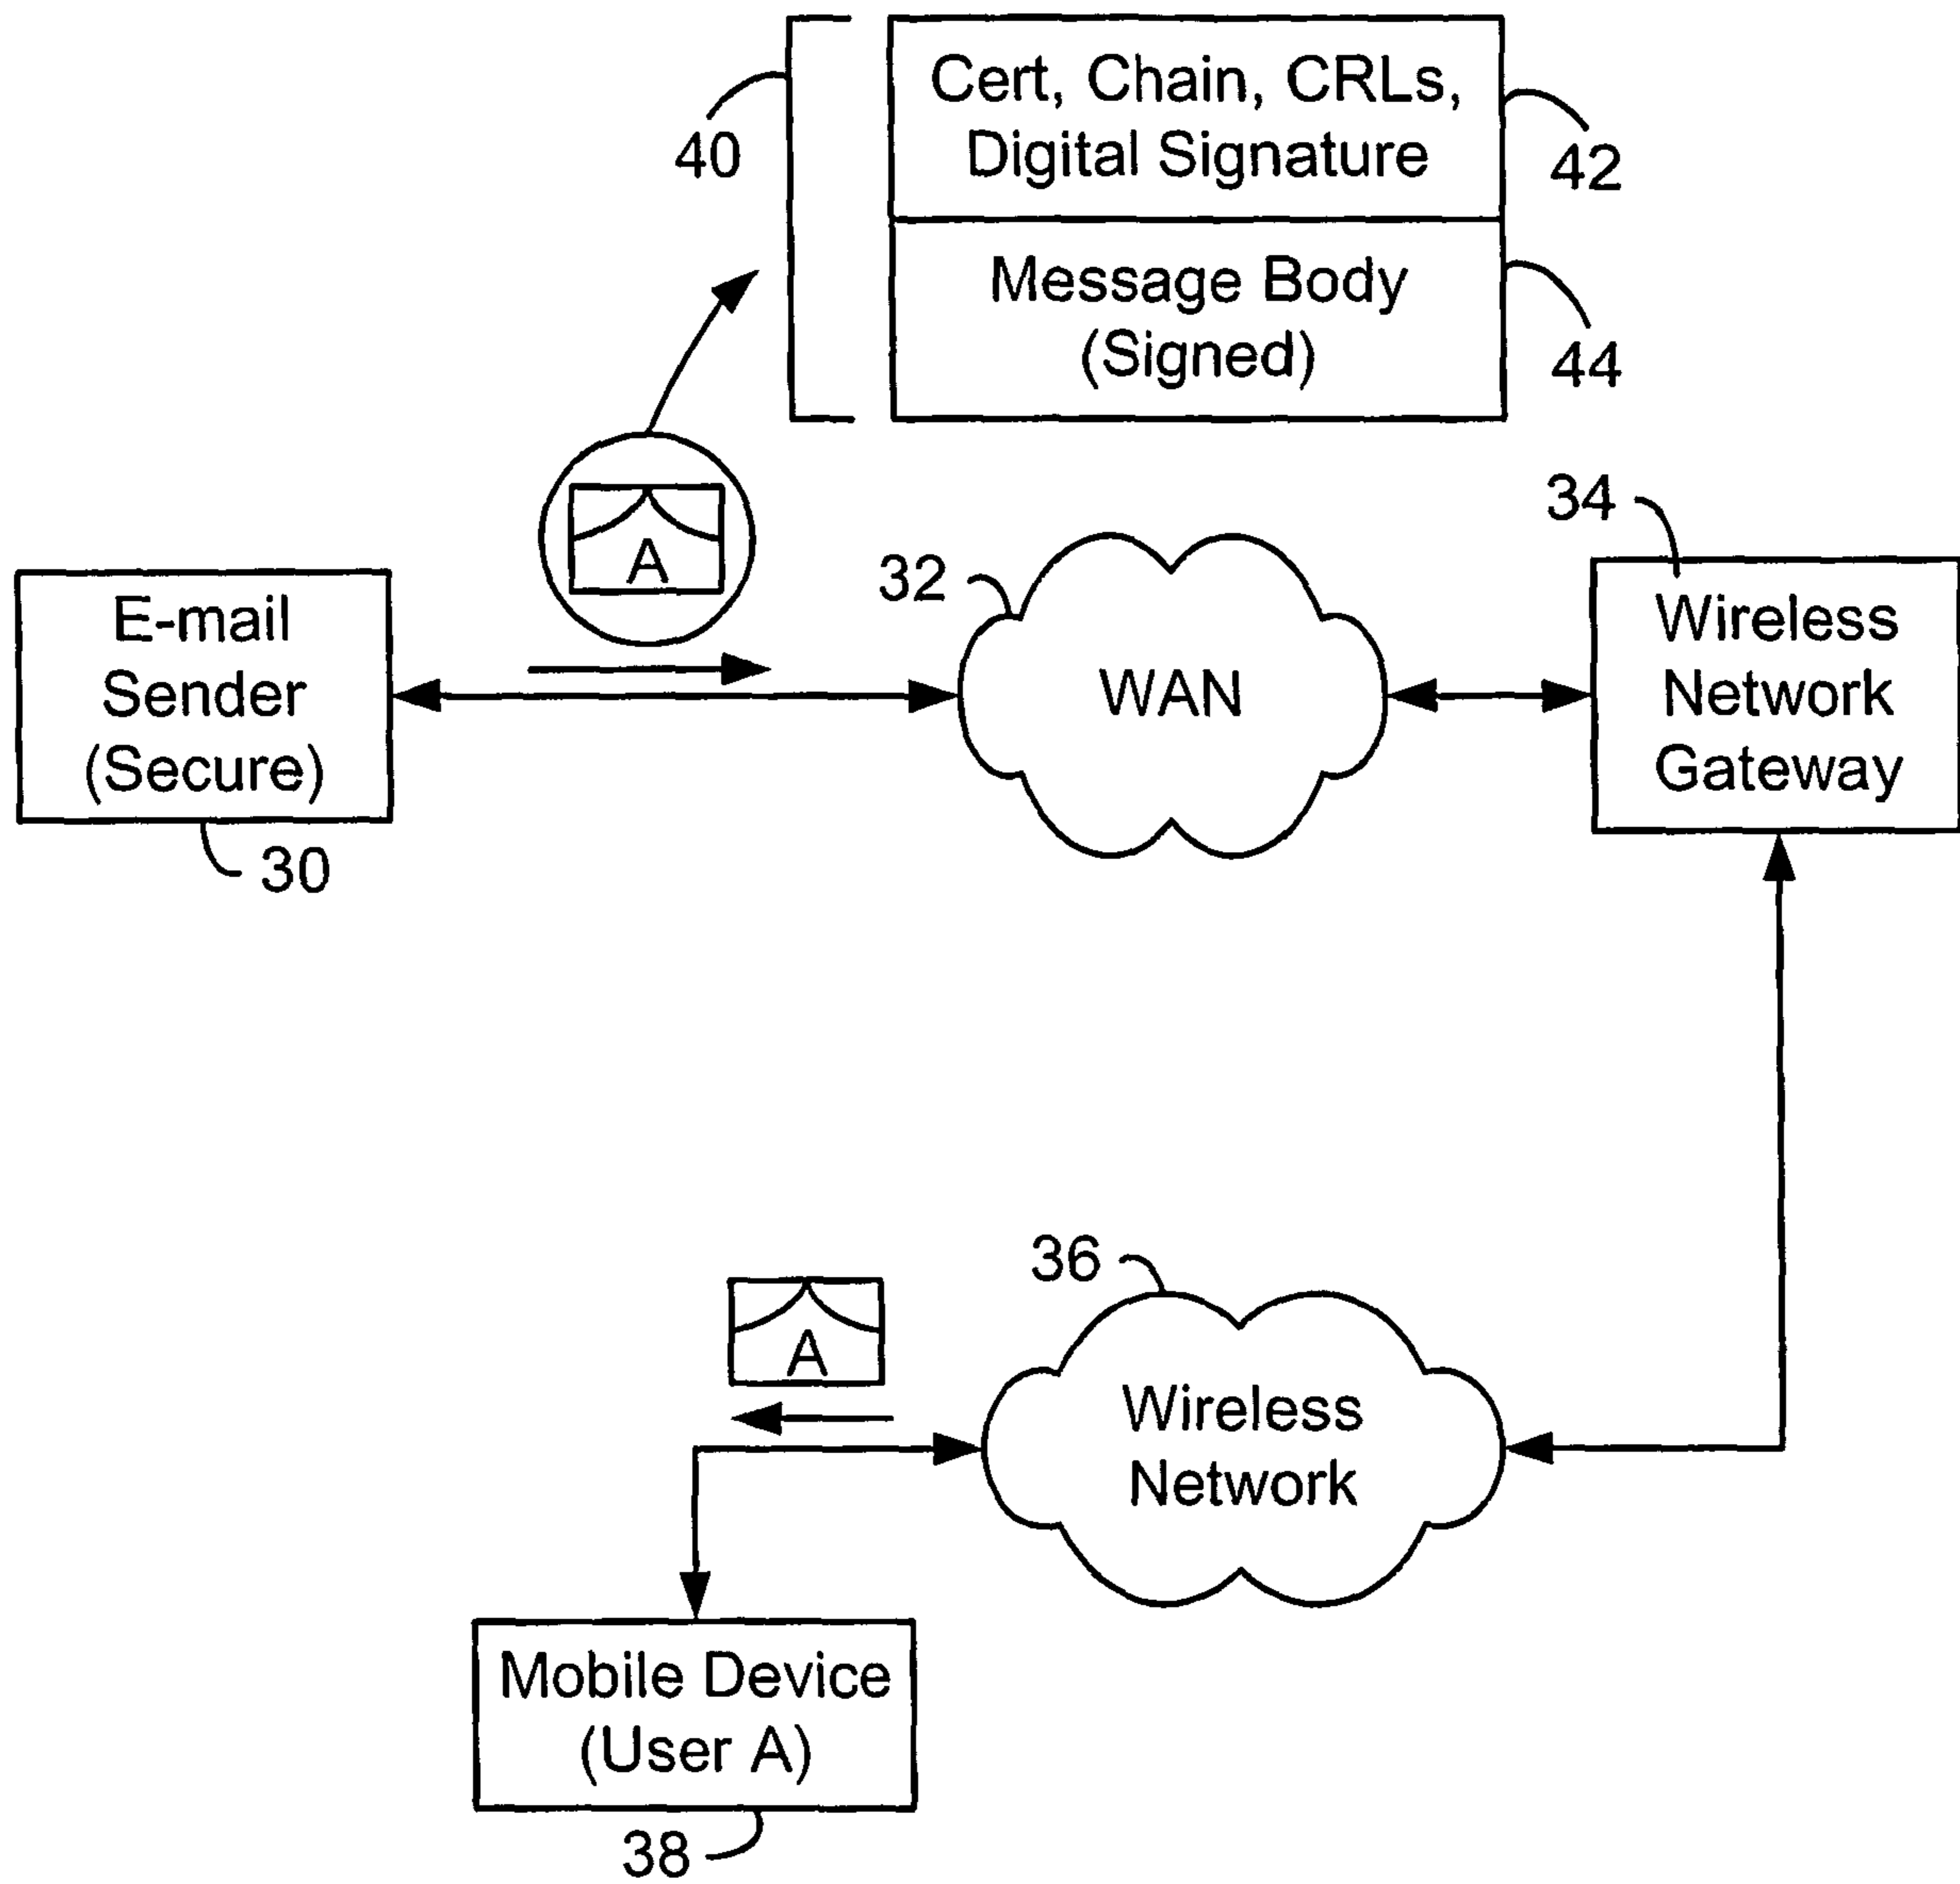 Cert, Chain, CRLs,
Digital Signature
40
42
Message Body
(Signed)
44
34
A
32
E-mail
Sender
(Secure)
WAN
Wireless
Network
Gateway
30
36
A
Wireless
Network
Mobile Device
(User A)
38